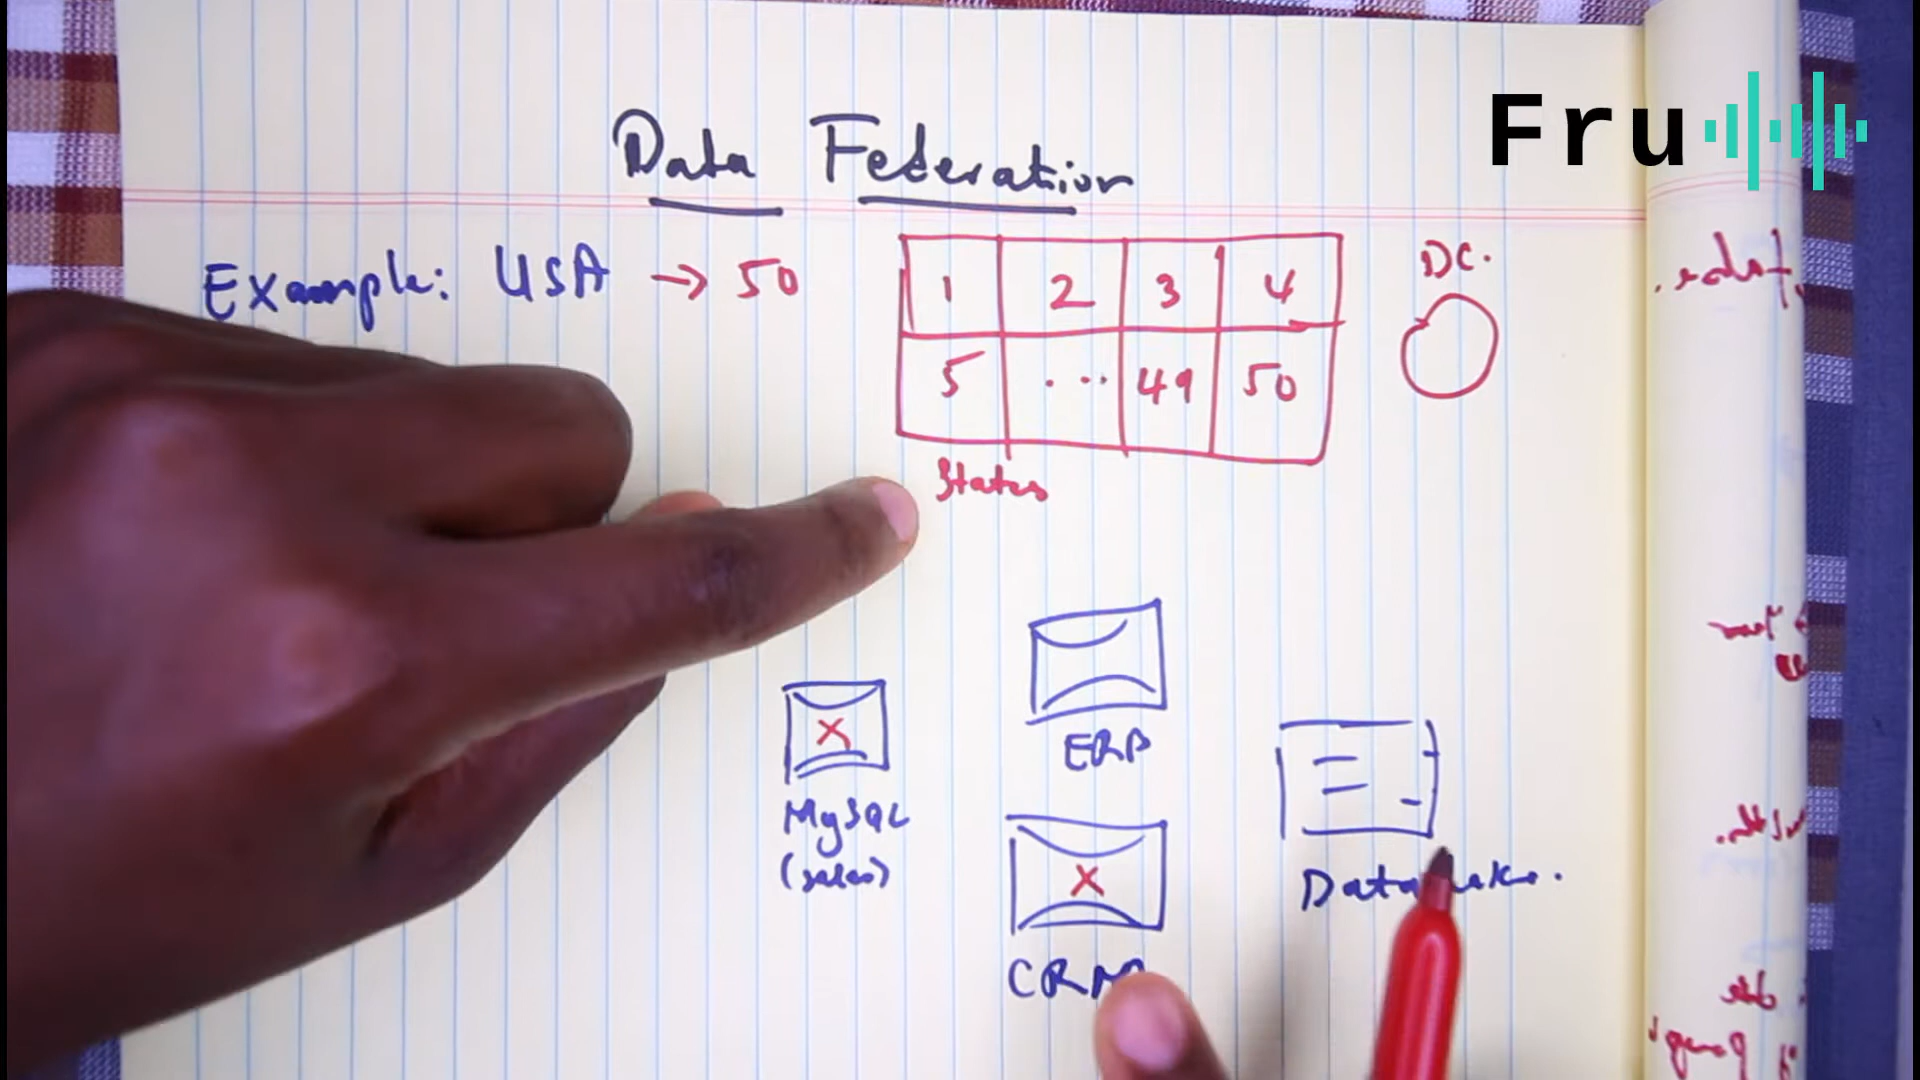 Fru
Data Federation
Example: USA → 50
1 2 3 4
5 ... 49 50
DC.
States
ERP
MySQL
(sales)
CRM
Data